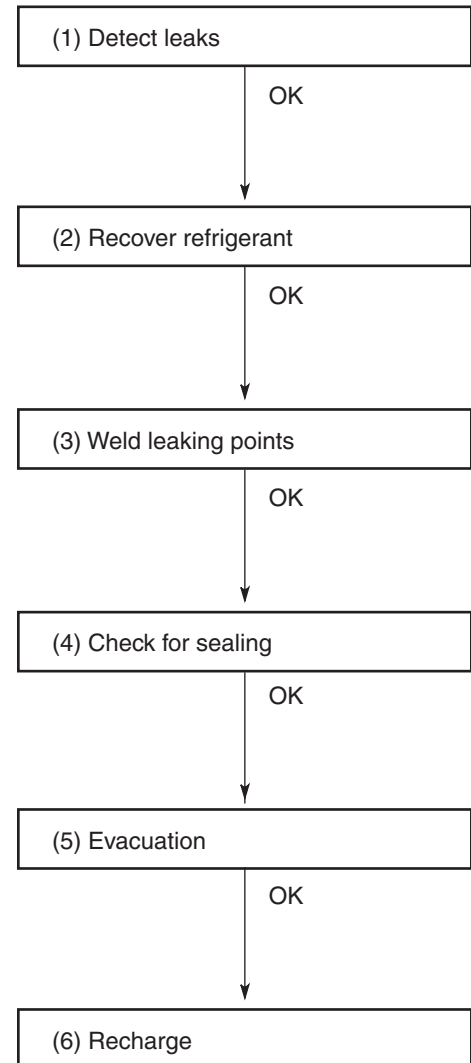 (1) Detect leaks
OK
(2) Recover refrigerant
OK
(3) Weld leaking points
OK
(4) Check for sealing
OK
(5) Evacuation
OK
(6) Recharge